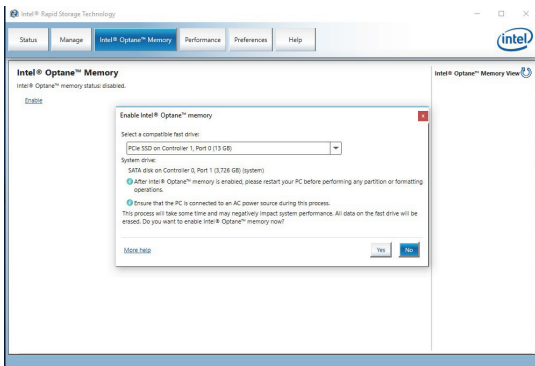 Intel® Rapid Storage Technology
Status
Manage
Intel® Optane™ Memory
Performance
Preferences
Help
intel
Intel® Optane™ Memory
Intel® Optane™ memory status: disabled.
Enable
Intel® Optane™ Memory View
Enable Intel® Optane™ memory
Select a compatible fast drive:
PCIe SSD on Controller 1, Port 0 (13 GB)
System drive:
SATA disk on Controller 0, Port 1 (3,726 GB) (system)
After Intel® Optane™ memory is enabled, please restart your PC before performing any partition or formatting
operations.
Ensure that the PC is connected to an AC power source during this process.
This process will take some time and may negatively impact system performance. All data on the fast drive will be
erased. Do you want to enable Intel® Optane™ memory now?
More help
Yes
No